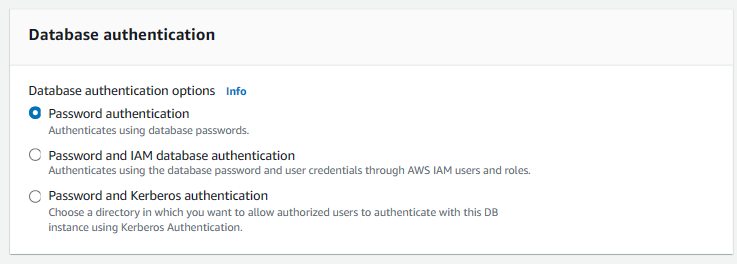 Database authentication
Database authentication options Info
Password authentication
Authenticates using database passwords.
Password and IAM database authentication
Authenticates using the database password and user credentials through AWS IAM users and roles.
Password and Kerberos authentication
Choose a directory in which you want to allow authorized users to authenticate with this DB
instance using Kerberos Authentication.